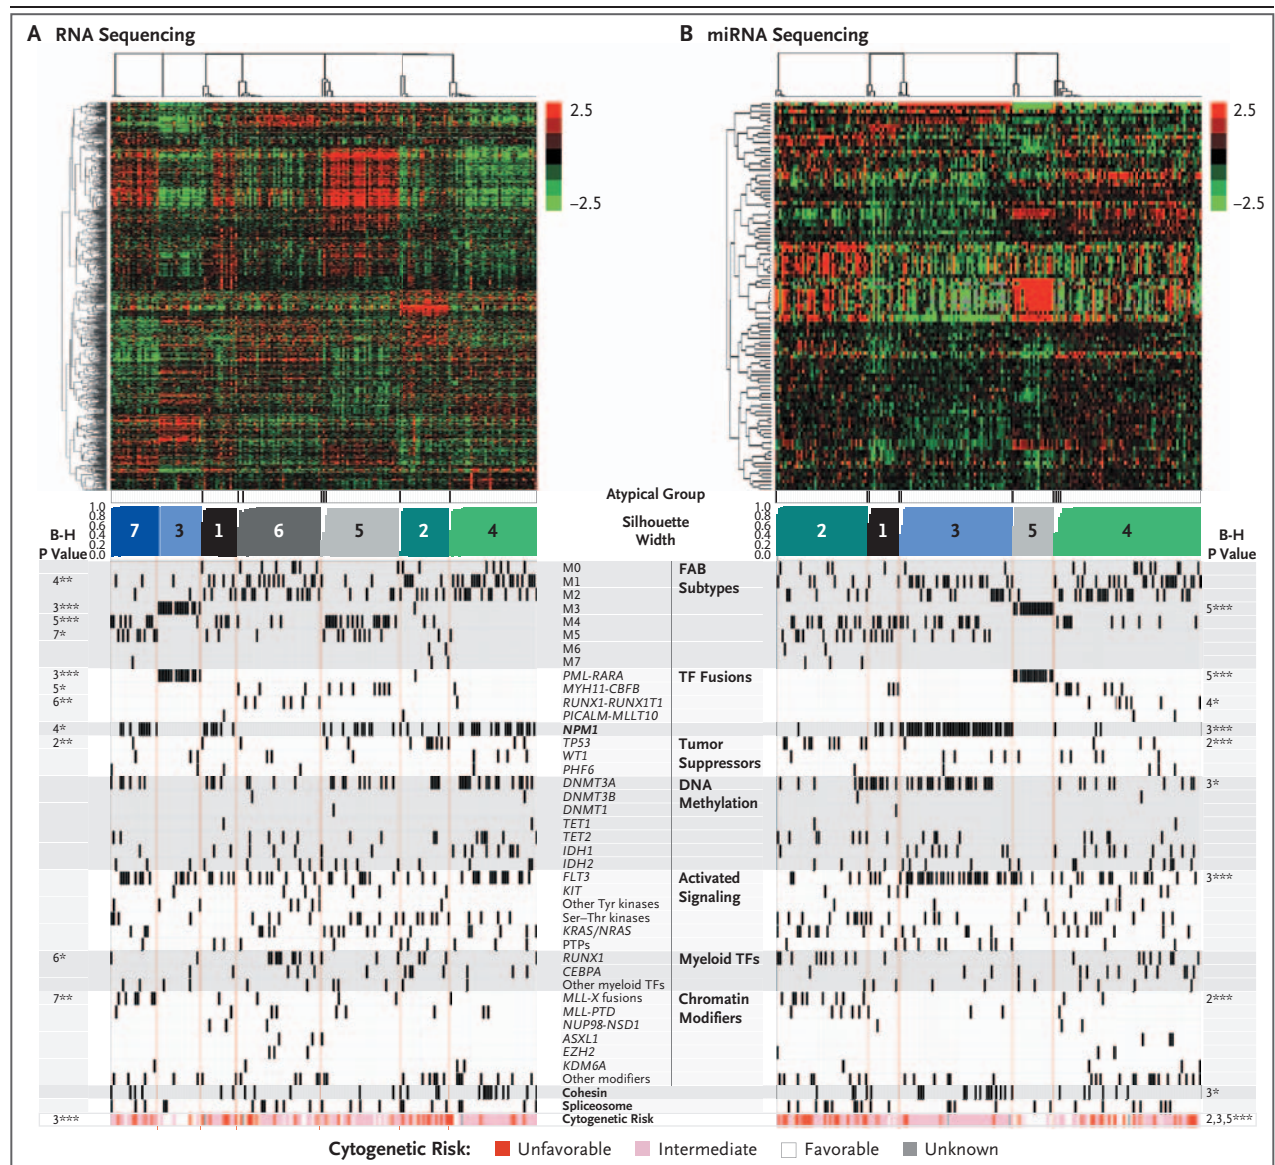 A RNA Sequencing
B miRNA Sequencing
2.5
−2.5
2.5
−2.5
Atypical Group
Silhouette
Width
1.0
0.8
0.6
0.4
0.2
0.0
B-H
P Value
7 3 1 6 5 2 4
1.0
0.8
0.6
0.4
0.2
0.0
2 1 3 5 4
B-H
P Value
M0 FAB
4** M1 Subtypes
M2
3*** M3 5***
5*** M4
7* M5
M6
M7
3*** PML-RARA TF Fusions 5***
5* MYH11-CBFB
6** RUNX1-RUNX1T1 4*
PICALM-MLLT10
4* NPM1 3***
2** TP53 Tumor 2***
WT1 Suppressors
PHF6
DNMT3A DNA 3*
DNMT3B Methylation
DNMT1
TET1
TET2
IDH1
IDH2
FLT3 Activated 3***
KIT Signaling
Other Tyr kinases
Ser–Thr kinases
KRAS/NRAS
PTPs
6* RUNX1 Myeloid TFs
CEBPA
Other myeloid TFs
7** MLL-X fusions Chromatin 2***
MLL-PTD Modifiers
NUP98-NSD1
ASXL1
EZH2
KDM6A
Other modifiers
Cohesin 3*
Spliceosome
3*** Cytogenetic Risk 2,3,5***
Cytogenetic Risk: Unfavorable Intermediate Favorable Unknown